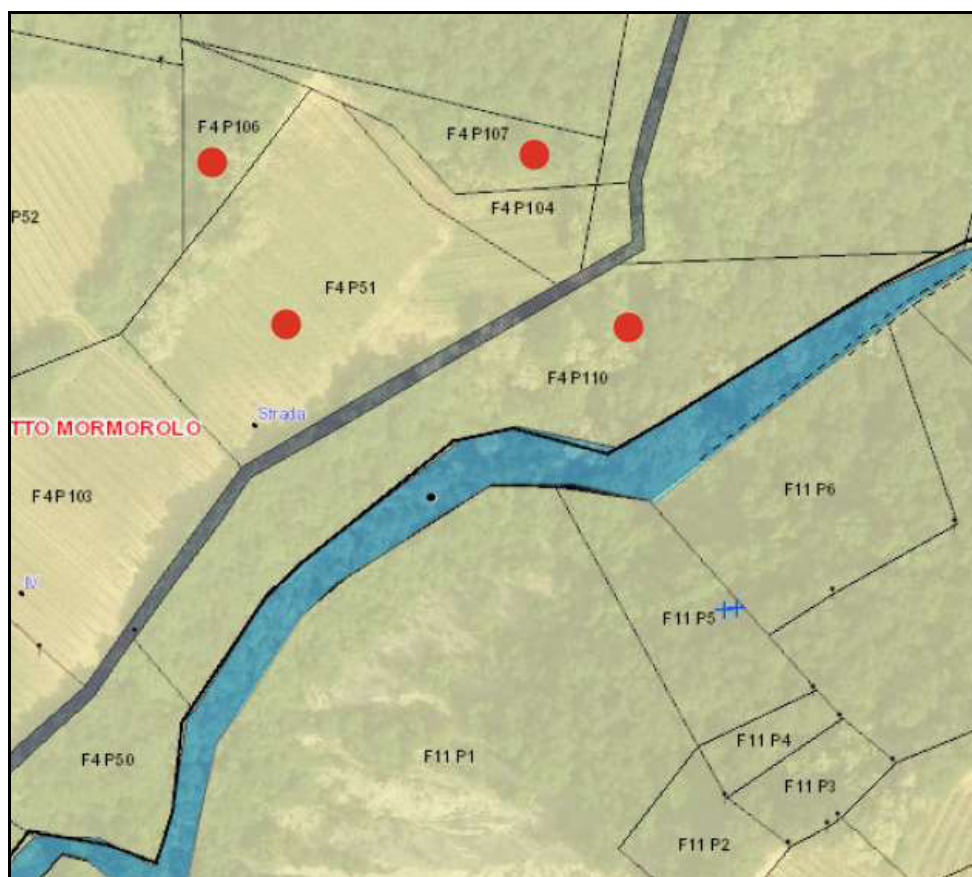 F4 P106
F4 P107
P52
F4 P104
F4 P51
F4 P110
Strada
TTO MORMOROLO
F4 P103
F11 P6
F11 P5
F4 P50
F11 P1
F11 P4
F11 P3
F11 P2